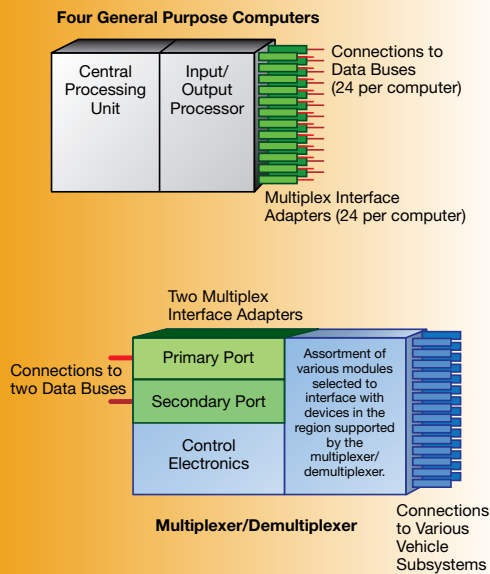 Four General Purpose Computers
Central
Processing
Unit
Input/
Output
Processor
Connections to
Data Buses
(24 per computer)
Multiplex Interface
Adapters (24 per computer)
Two Multiplex
Interface Adapters
Connections to
two Data Buses
Primary Port
Secondary Port
Control
Electronics
Assortment of
various modules
selected to
interface with
devices in the
region supported
by the
multiplexer/
demultiplexer.
Multiplexer/Demultiplexer
Connections
to Various
Vehicle
Subsystems